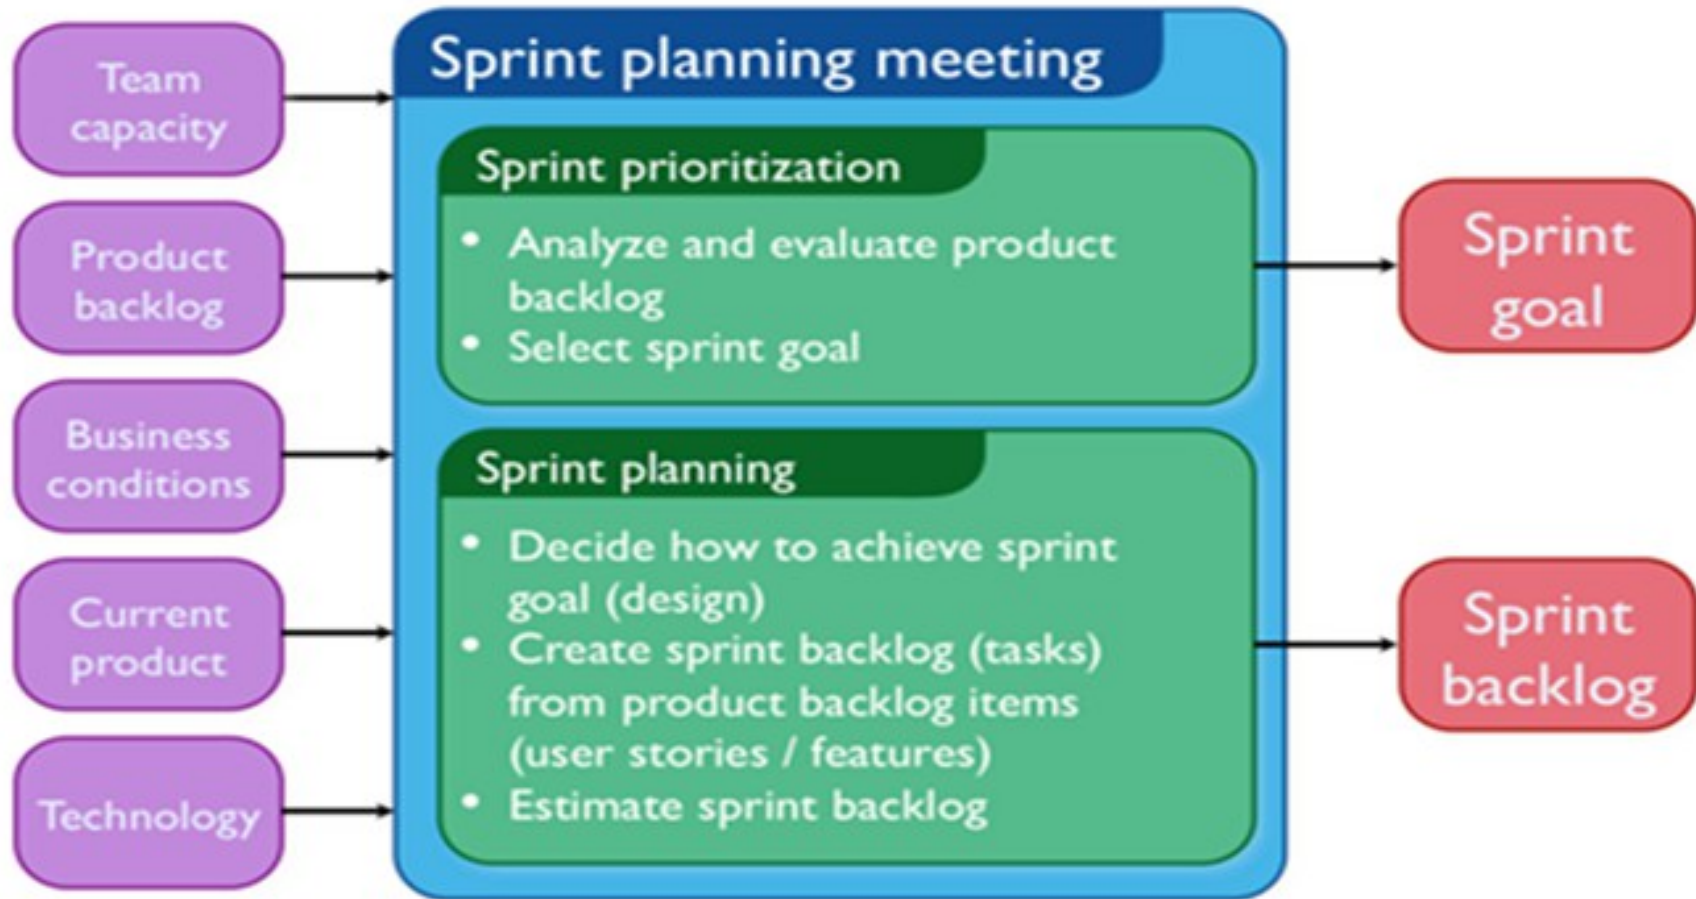 Team
capacity
Product
backlog
Business
conditions
Current
product
Technology
Sprint planning meeting
Sprint prioritization
• Analyze and evaluate product
backlog
• Select sprint goal
Sprint planning
• Decide how to achieve sprint
goal (design)
• Create sprint backlog (tasks)
from product backlog items
(user stories / features)
• Estimate sprint backlog
Sprint
goal
Sprint
backlog